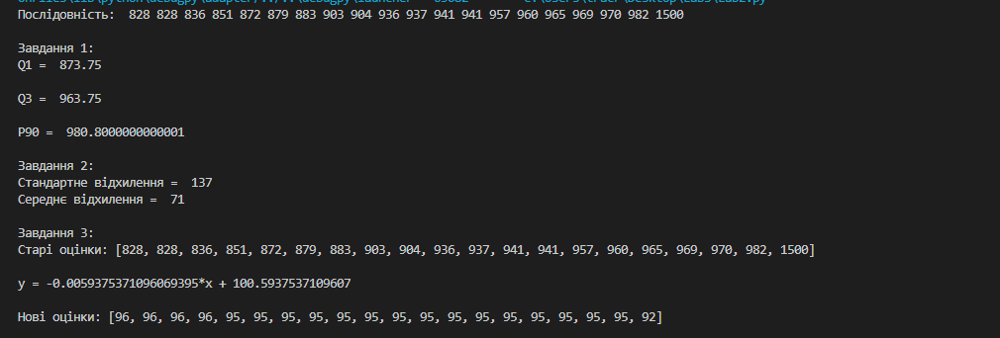 Послідовність:  828 828 836 851 872 879 883 903 904 936 937 941 941 957 960 965 969 970 982 1500
Завдання 1:
Q1 =  873.75
Q3 =  963.75
P90 =  980.8000000000001
Завдання 2:
Стандартне відхилення =  137
Середнє відхилення =  71
Завдання 3:
Старі оцінки: [828, 828, 836, 851, 872, 879, 883, 903, 904, 936, 937, 941, 941, 957, 960, 965, 969, 970, 982, 1500]
y = -0.0059375371096069395*x + 100.5937537109607
Нові оцінки: [96, 96, 96, 96, 95, 95, 95, 95, 95, 95, 95, 95, 95, 95, 95, 95, 95, 95, 95, 92]